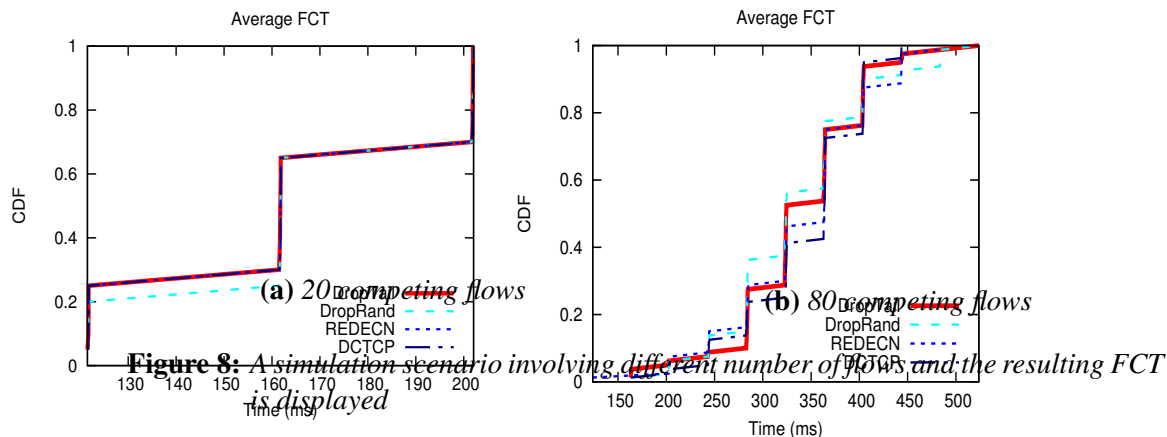 Average FCT
1
0.8
0.6
0.4
0.2
0
CDF
130 140 150 160 170 180 190 200
Time (ms)
DropTail
DropRand
REDECN
DCTCP
(a) 20 competing flows
Average FCT
1
0.8
0.6
0.4
0.2
0
CDF
150 200 250 300 350 400 450 500
Time (ms)
DropTail
DropRand
REDECN
DCTCP
(b) 80 competing flows
Figure 8: A simulation scenario involving different number of flows and the resulting FCT
is displayed